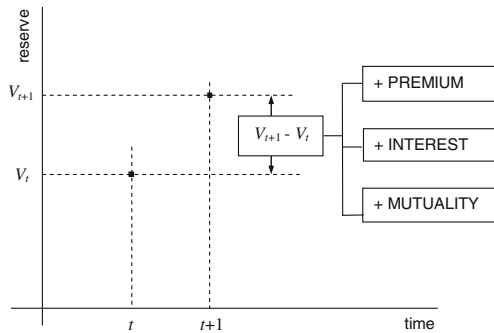 reserve
V_{t+1}
V_t
V_{t+1} - V_t
+ PREMIUM
+ INTEREST
+ MUTUALITY
t
t+1
time